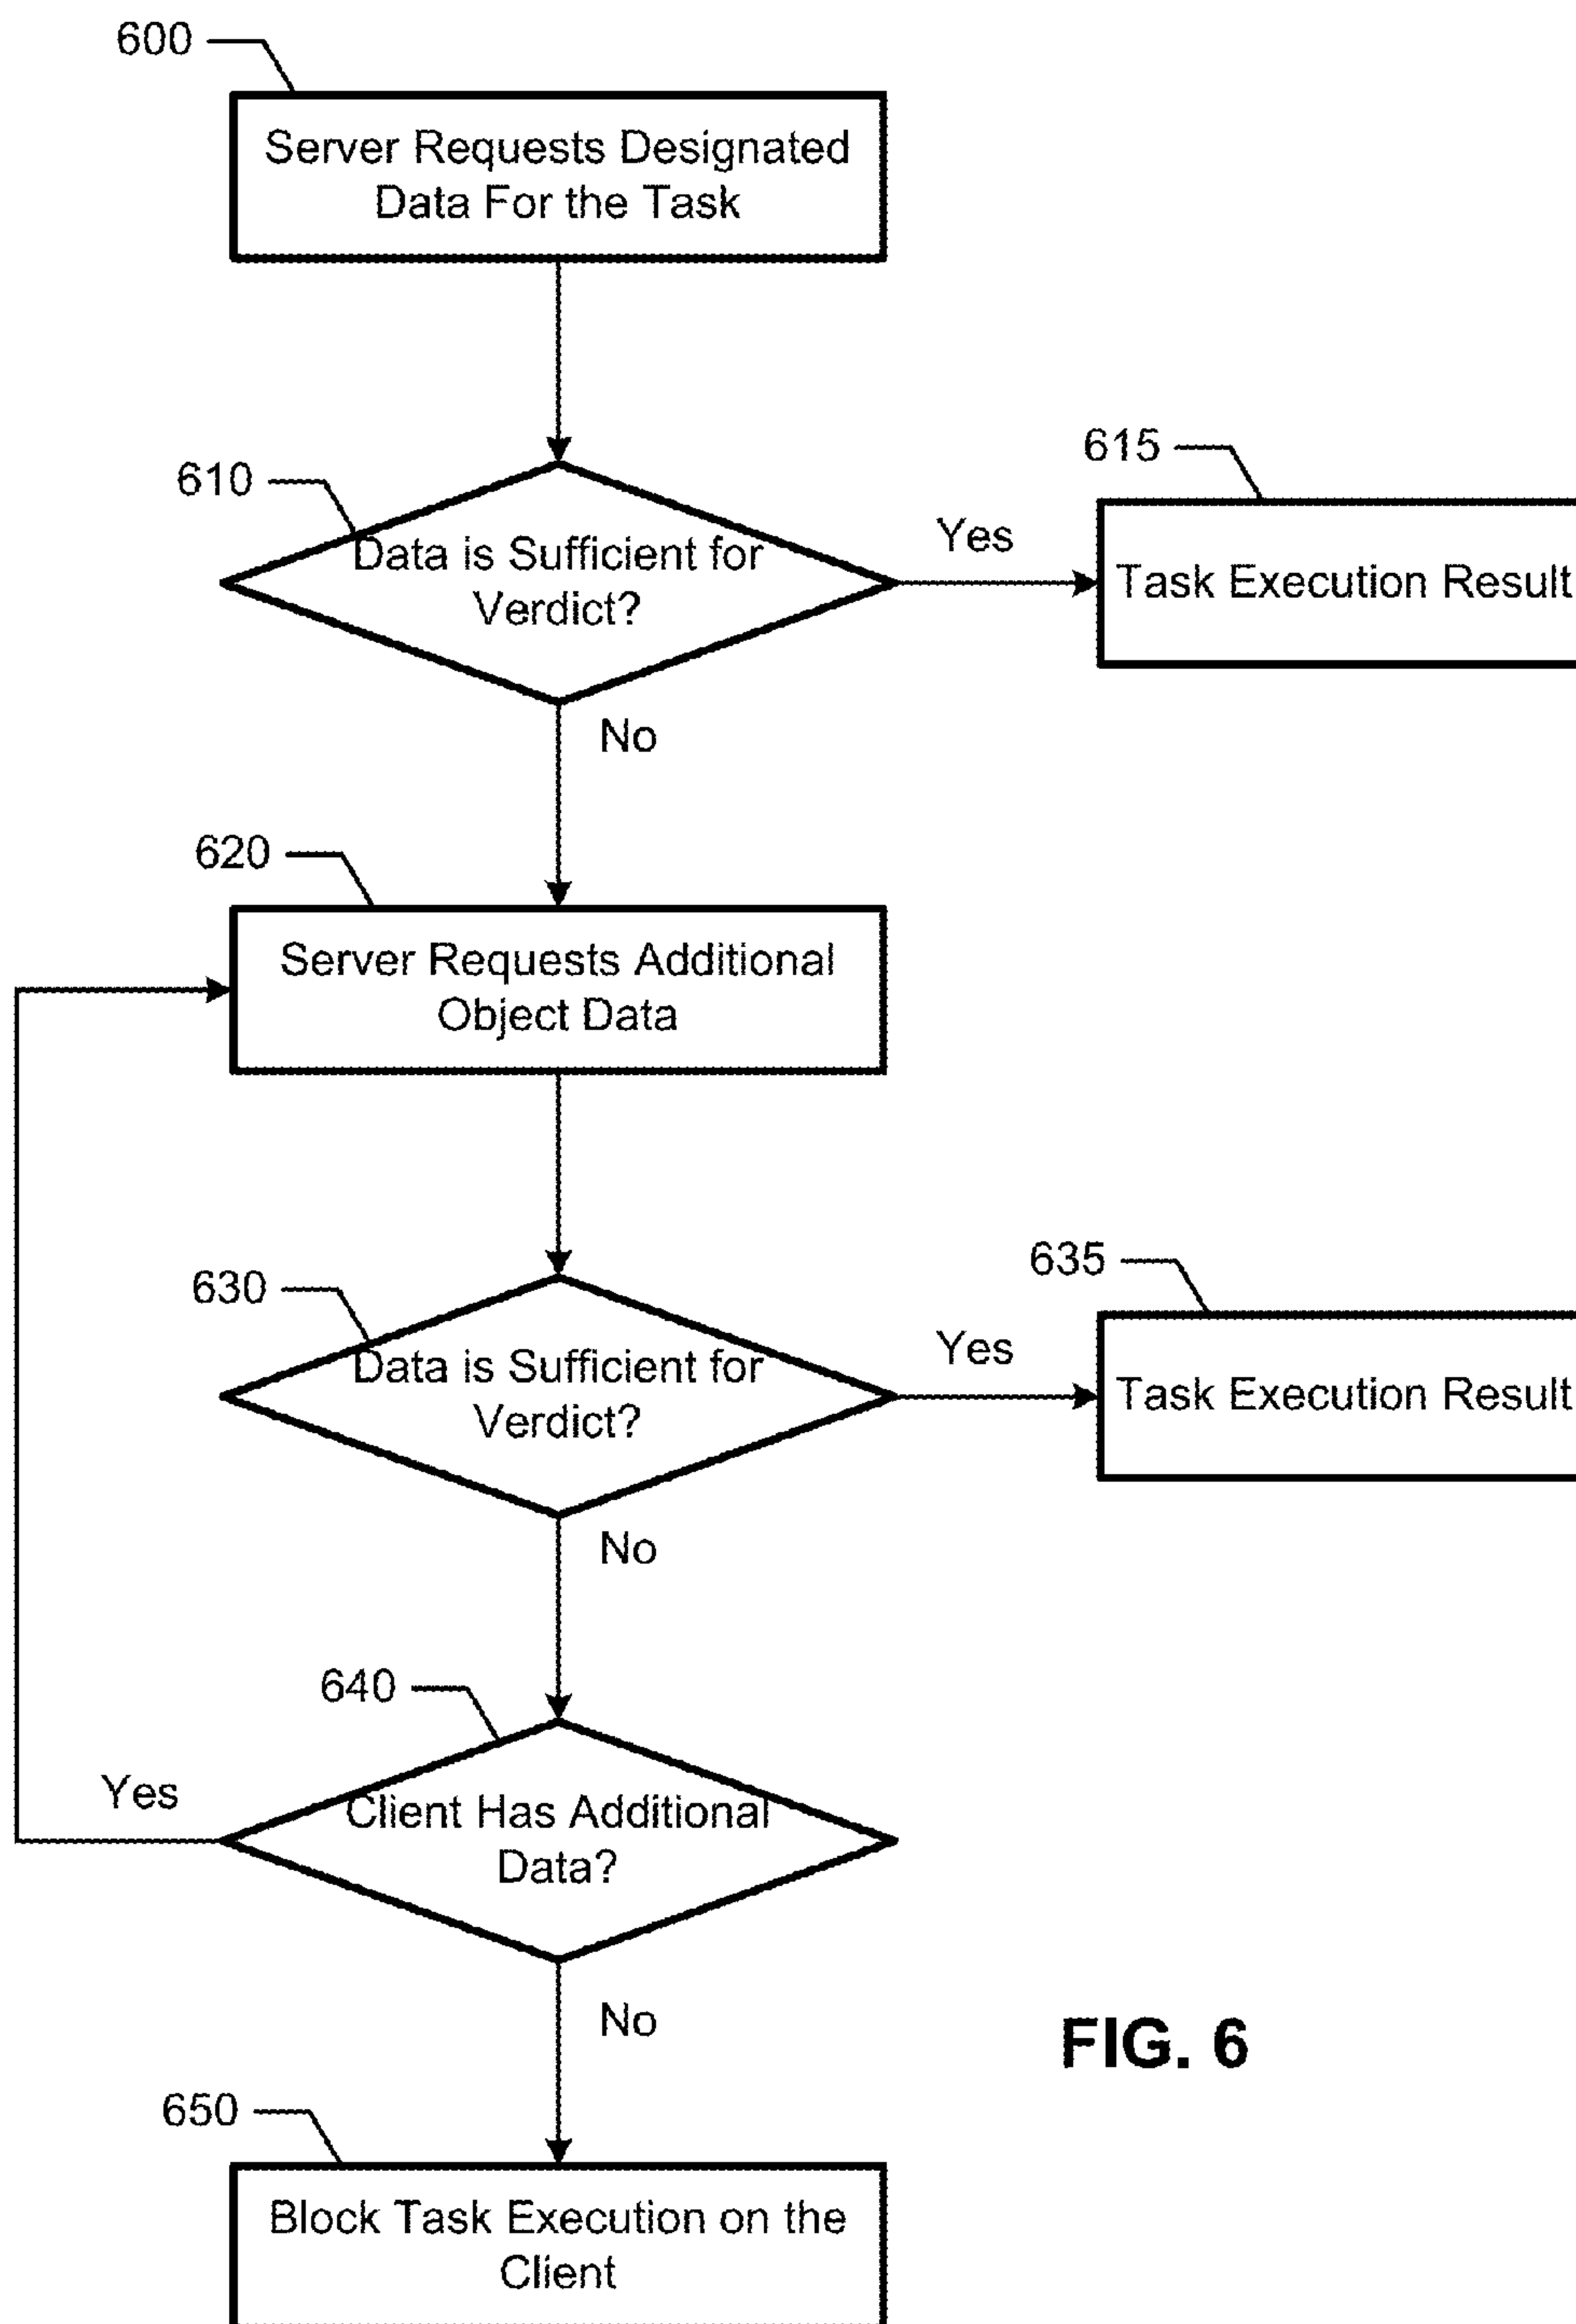 600
Server Requests Designated
Data For the Task
610
Data is Sufficient for
Verdict?
Yes
615
Task Execution Result
No
620
Server Requests Additional
Object Data
630
Data is Sufficient for
Verdict?
Yes
635
Task Execution Result
No
640
Client Has Additional
Data?
Yes
No
FIG. 6
650
Block Task Execution on the
Client